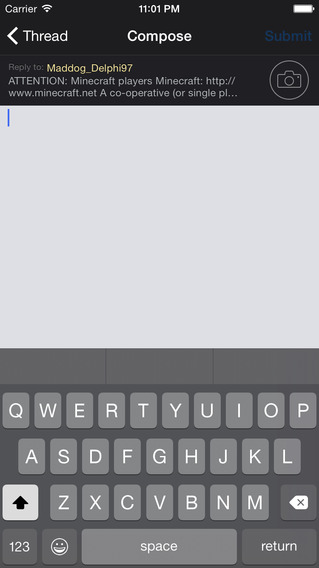 Carrier 11:01 PM
Thread Compose Submit
Reply to: Maddog_Delphi97
ATTENTION: Minecraft players Minecraft: http://
www.minecraft.net A co-operative (or single pl...
Q W E R T Y U I O P
A S D F G H J K L
Z X C V B N M
123 space return